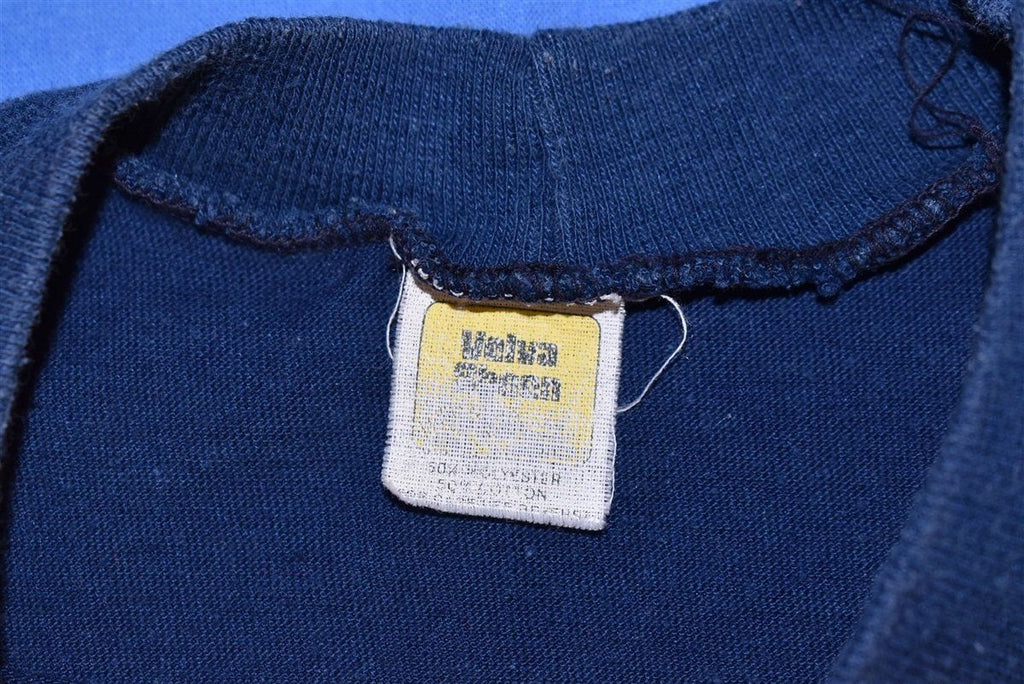 Velva
Sheen
50% POLYESTER
50% COTTON